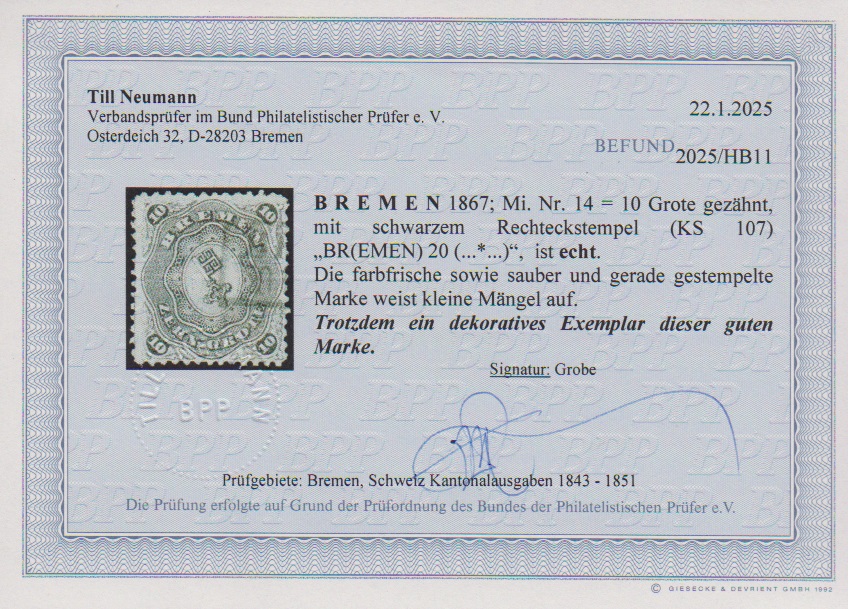 Till Neumann
Verbandsprüfer im Bund Philatelistischer Prüfer e. V.
Osterdeich 32, D-28203 Bremen
22.1.2025
BEFUND 2025/HB11
B R E M E N 1867; Mi. Nr. 14 = 10 Grote gezähnt,
mit schwarzem Rechteckstempel (KS 107)
„BR(EMEN) 20 (...*...)“, ist echt.
Die farbfrische sowie sauber und gerade gestempelte
Marke weist kleine Mängel auf.
Trotzdem ein dekoratives Exemplar dieser guten
Marke.
Signatur: Grobe
10 10
BREMEN
ZEHN GROTE
10 10
BPP
Prüfgebiete: Bremen, Schweiz Kantonalausgaben 1843 - 1851
Die Prüfung erfolgte auf Grund der Prüfordnung des Bundes der Philatelistischen Prüfer e.V.
© GIESECKE & DEVRIENT GMBH 1992